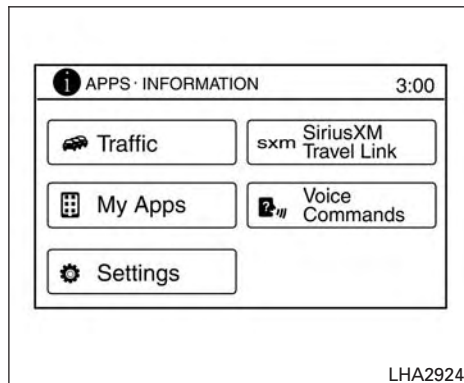 i APPS · INFORMATION 3:00
Traffic
sxm SiriusXM
Travel Link
My Apps
? Voice
Commands
Settings
LHA2924